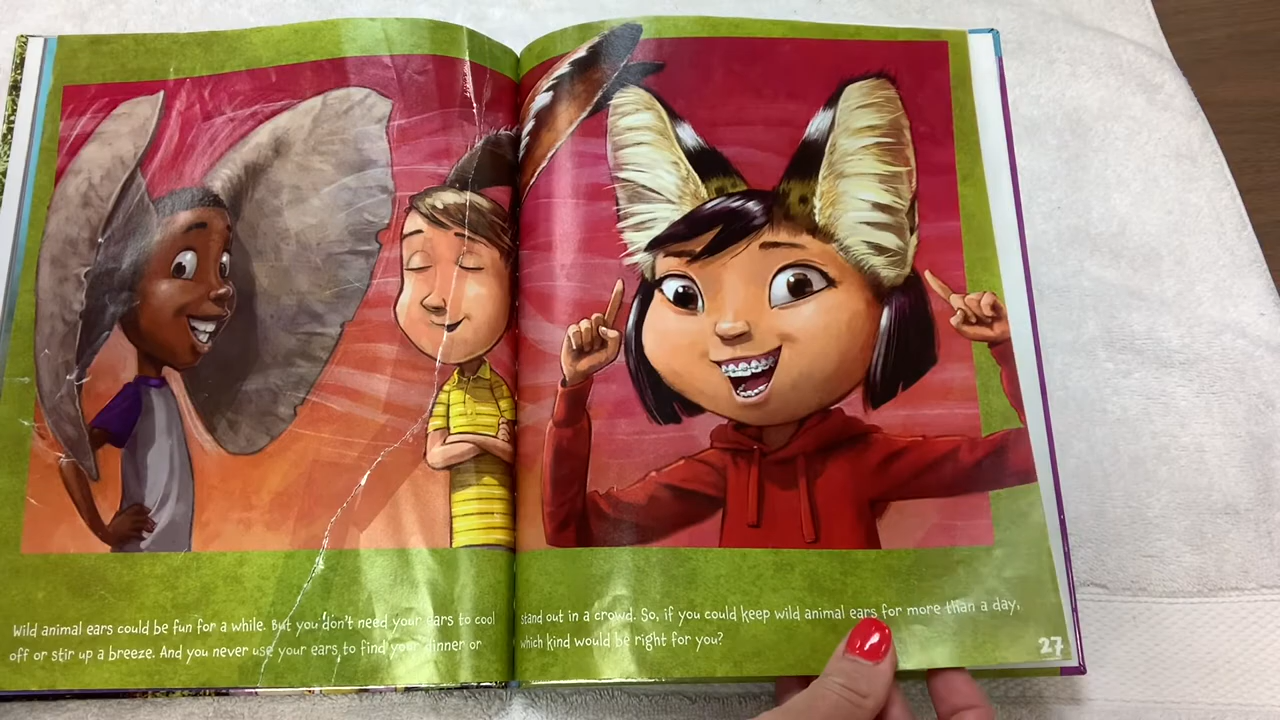 Wild animal ears could be fun for a while. But you don't need your ears to cool
off or stir up a breeze. And you never use your ears to find your dinner or
stand out in a crowd. So, if you could keep wild animal ears for more than a day,
which kind would be right for you?
27